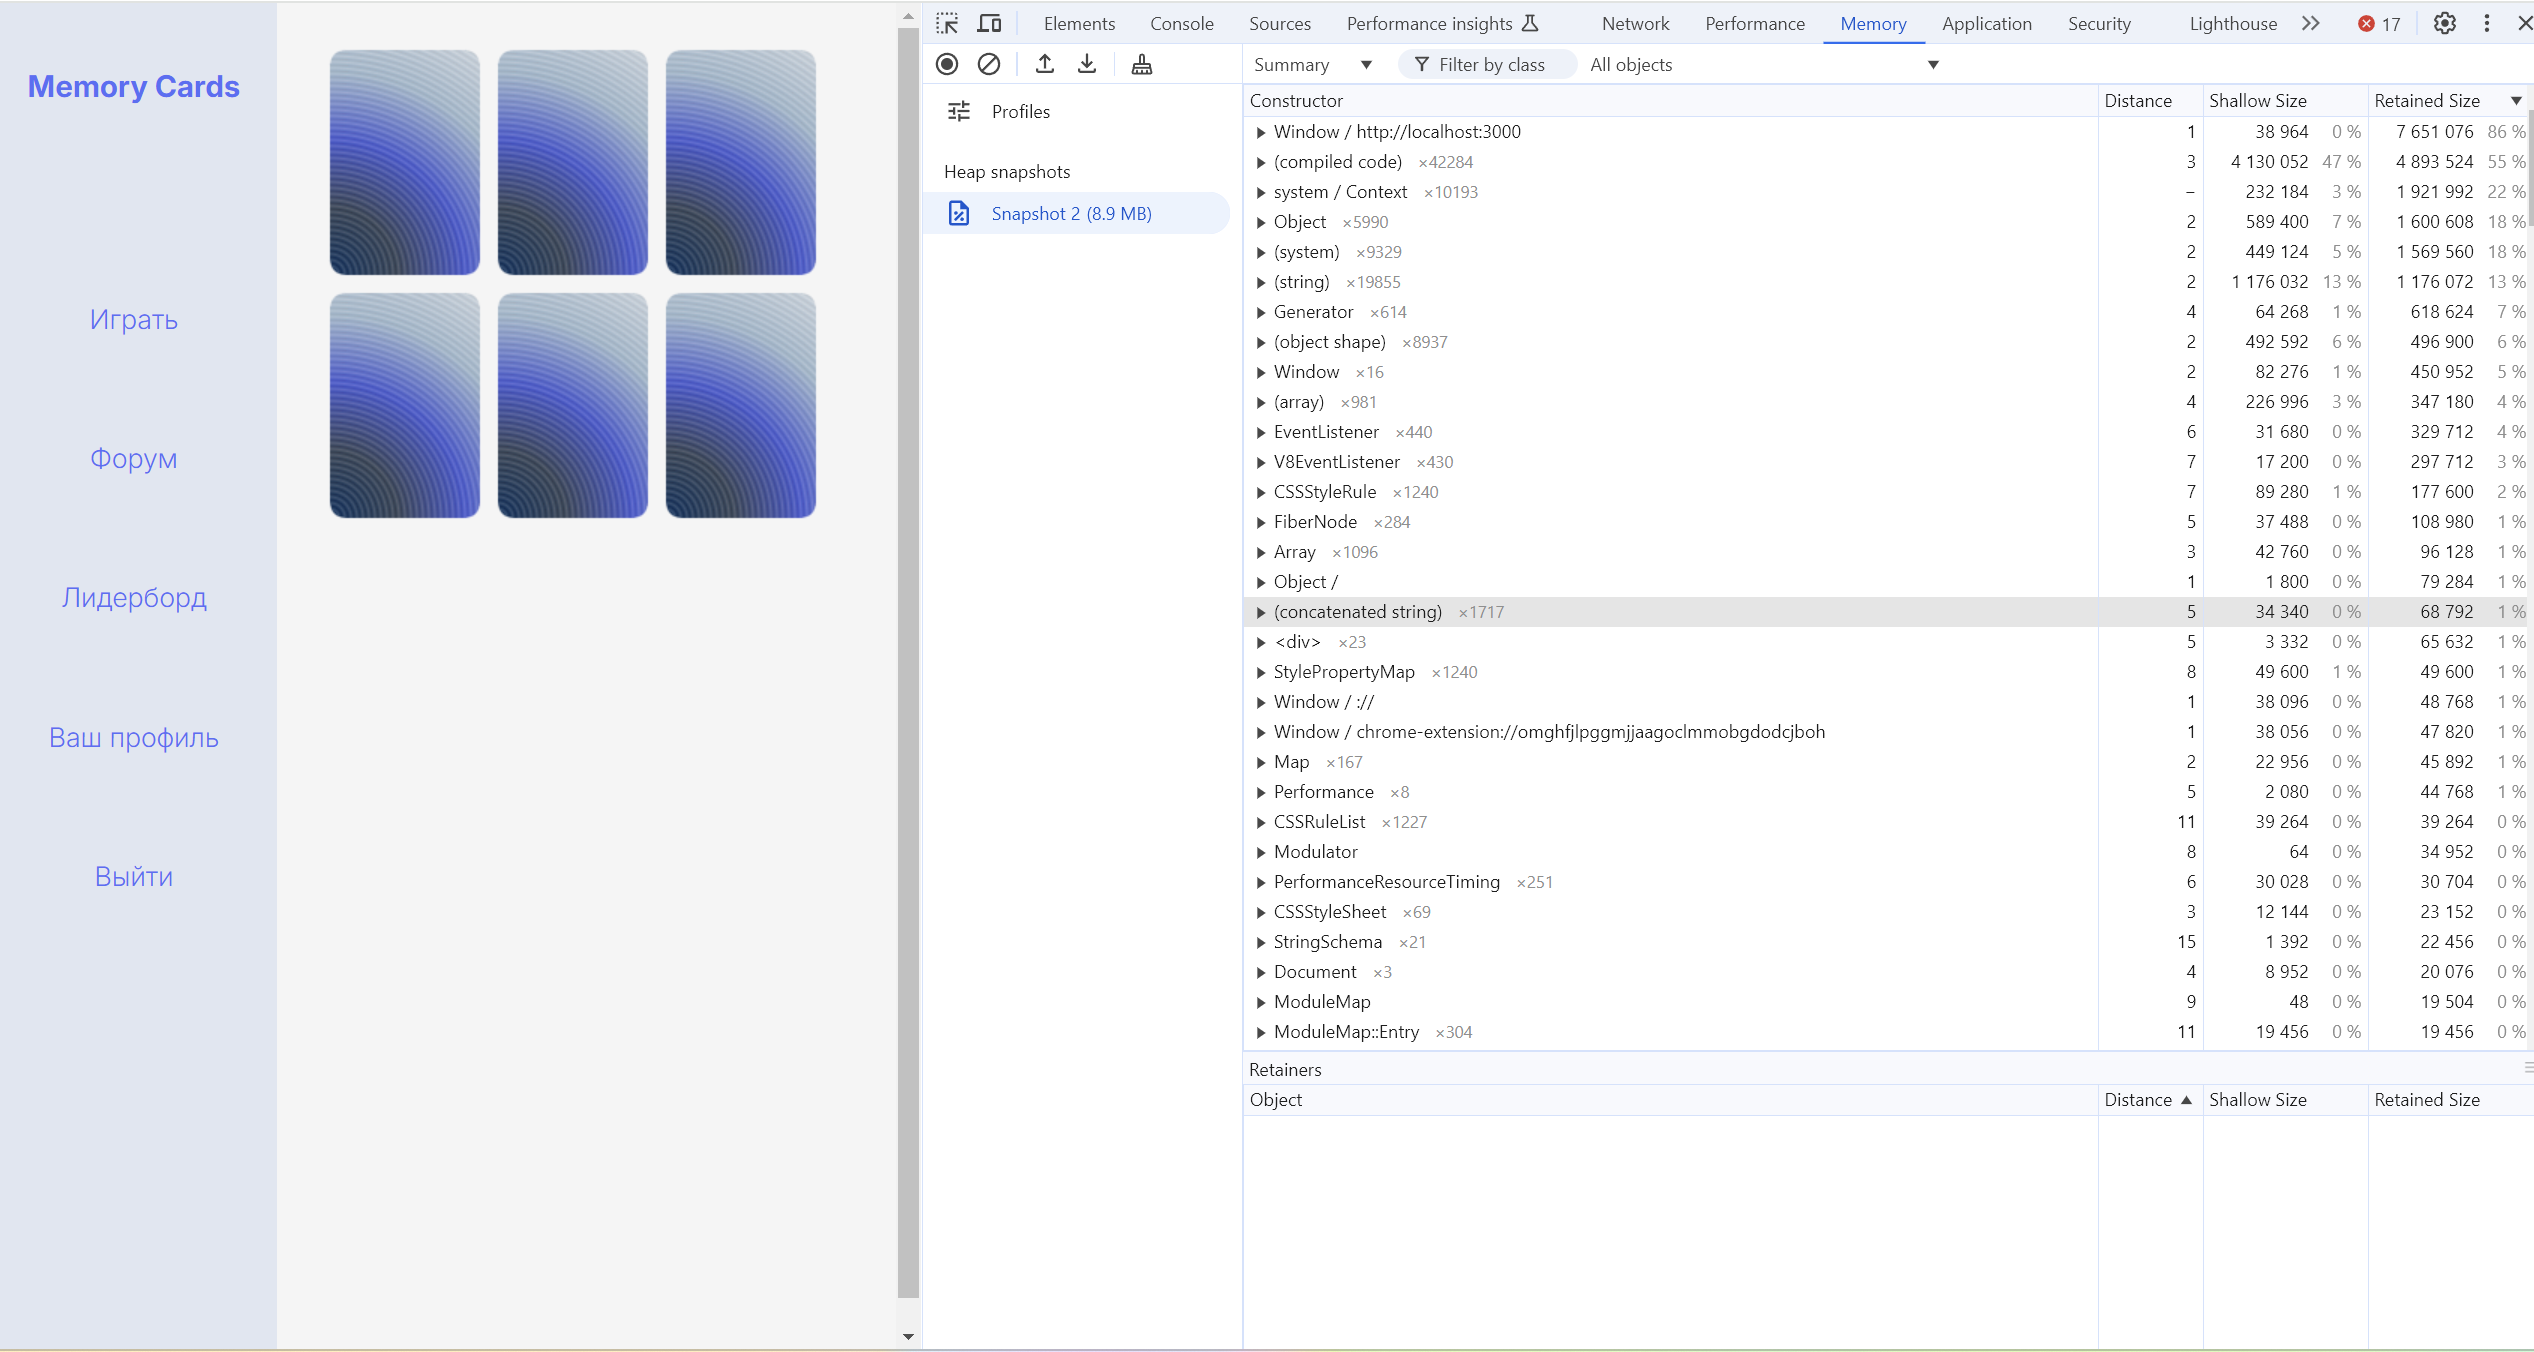 Memory Cards
Играть
Форум
Лидерборд
Ваш профиль
Выйти
Elements Console Sources Performance insights Network Performance Memory Application Security Lighthouse 17
Summary Filter by class All objects
Profiles
Heap snapshots
Snapshot 2 (8.9 MB)
Constructor Distance Shallow Size Retained Size
Window / http://localhost:3000 1 38 964 0 % 7 651 076 86 %
(compiled code) ×42284 3 4 130 052 47 % 4 893 524 55 %
system / Context ×10193 – 232 184 3 % 1 921 992 22 %
Object ×5990 2 589 400 7 % 1 600 608 18 %
(system) ×9329 2 449 124 5 % 1 569 560 18 %
(string) ×19855 2 1 176 032 13 % 1 176 072 13 %
Generator ×614 4 64 268 1 % 618 624 7 %
(object shape) ×8937 2 492 592 6 % 496 900 6 %
Window ×16 2 82 276 1 % 450 952 5 %
(array) ×981 4 226 996 3 % 347 180 4 %
EventListener ×440 6 31 680 0 % 329 712 4 %
V8EventListener ×430 7 17 200 0 % 297 712 3 %
CSSStyleRule ×1240 7 89 280 1 % 177 600 2 %
FiberNode ×284 5 37 488 0 % 108 980 1 %
Array ×1096 3 42 760 0 % 96 128 1 %
Object / 1 1 800 0 % 79 284 1 %
(concatenated string) ×1717 5 34 340 0 % 68 792 1 %
<div> ×23 5 3 332 0 % 65 632 1 %
StylePropertyMap ×1240 8 49 600 1 % 49 600 1 %
Window / :// 1 38 096 0 % 48 768 1 %
Window / chrome-extension://omghfjlpggmjjaagoclmmobgdodcjboh 1 38 056 0 % 47 820 1 %
Map ×167 2 22 956 0 % 45 892 1 %
Performance ×8 5 2 080 0 % 44 768 1 %
CSSRuleList ×1227 11 39 264 0 % 39 264 0 %
Modulator 8 64 0 % 34 952 0 %
PerformanceResourceTiming ×251 6 30 028 0 % 30 704 0 %
CSSStyleSheet ×69 3 12 144 0 % 23 152 0 %
StringSchema ×21 15 1 392 0 % 22 456 0 %
Document ×3 4 8 952 0 % 20 076 0 %
ModuleMap 9 48 0 % 19 504 0 %
ModuleMap::Entry ×304 11 19 456 0 % 19 456 0 %
Retainers
Object Distance Shallow Size Retained Size